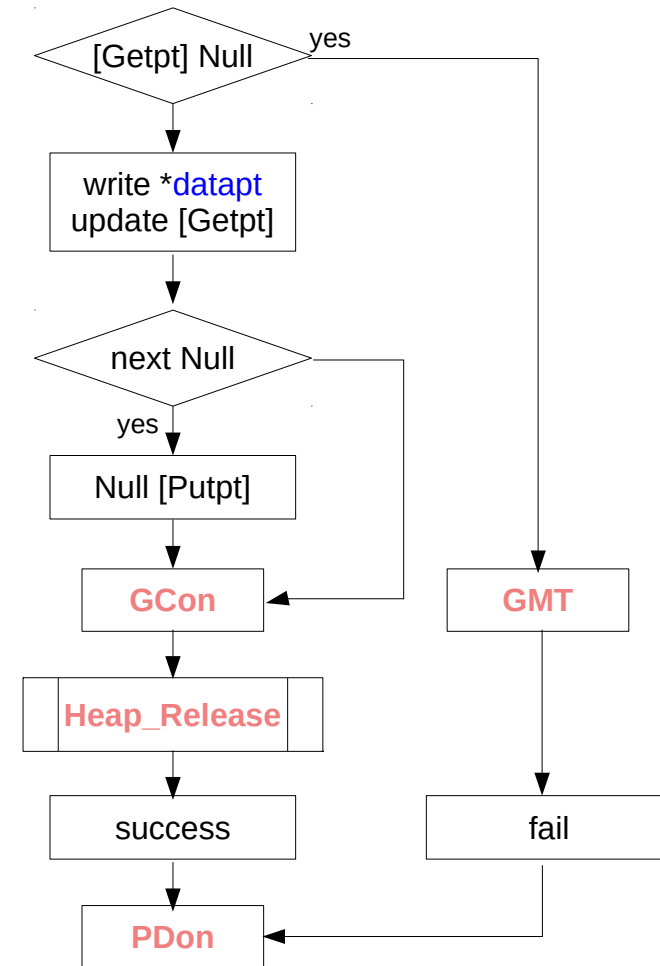 [Getpt] Null
yes
write *datapt
update [Getpt]
next Null
yes
Null [Putpt]
GCon
GMT
Heap_Release
success
fail
PDon